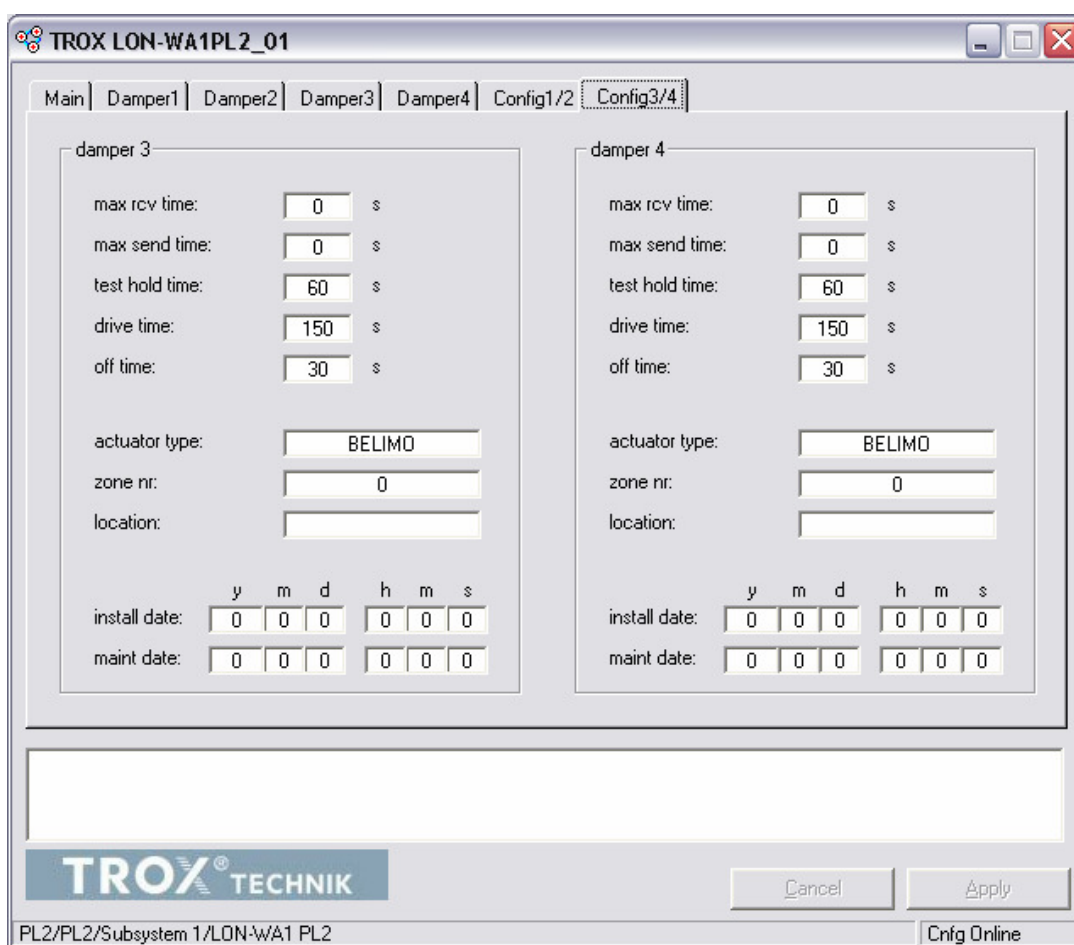 TROX LON-WA1PL2_01
Main Damper1 Damper2 Damper3 Damper4 Config1/2 Config3/4
damper 3
max rcv time: 0 s
max send time: 0 s
test hold time: 60 s
drive time: 150 s
off time: 30 s
actuator type: BELIMO
zone nr: 0
location:
y m d h m s
install date: 0 0 0 0 0 0
maint date: 0 0 0 0 0 0
damper 4
max rcv time: 0 s
max send time: 0 s
test hold time: 60 s
drive time: 150 s
off time: 30 s
actuator type: BELIMO
zone nr: 0
location:
y m d h m s
install date: 0 0 0 0 0 0
maint date: 0 0 0 0 0 0
TROX® TECHNIK
Cancel Apply
PL2/PL2/Subsystem 1/LON-WA1 PL2 Cnfg Online